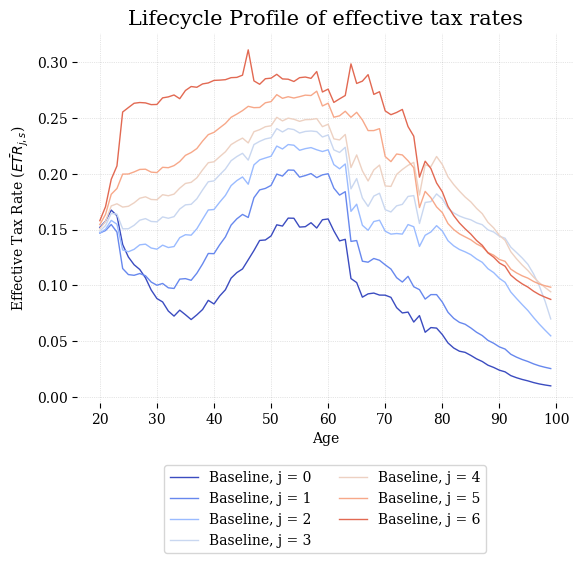 Lifecycle Profile of effective tax rates
Effective Tax Rate ($\bar{ETR}_{j,s}$)
0.30
0.25
0.20
0.15
0.10
0.05
0.00
20 30 40 50 60 70 80 90 100
Age
Baseline, j = 0
Baseline, j = 1
Baseline, j = 2
Baseline, j = 3
Baseline, j = 4
Baseline, j = 5
Baseline, j = 6